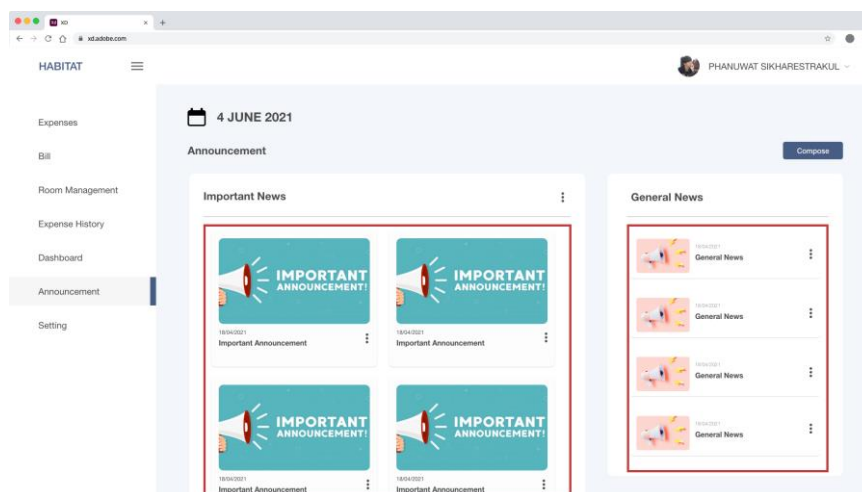 XD
xd.adobe.com
HABITAT
PHANUWAT SIKHARESTRAKUL
4 JUNE 2021
Expenses
Bill
Room Management
Expense History
Dashboard
Announcement
Setting
Announcement
Compose
Important News
IMPORTANT
ANNOUNCEMENT!
18/04/2021
Important Announcement
IMPORTANT
ANNOUNCEMENT!
18/04/2021
Important Announcement
IMPORTANT
ANNOUNCEMENT!
18/04/2021
Important Announcement
IMPORTANT
ANNOUNCEMENT!
18/04/2021
Important Announcement
General News
General News
General News
General News
General News